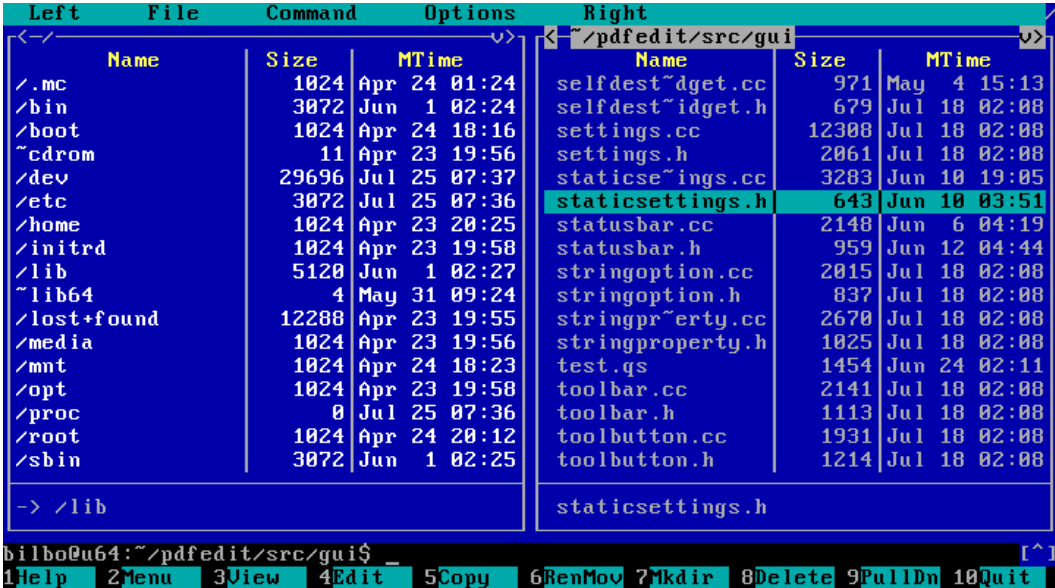 Left File Command Options Right
<─/ v> < ~/pdfedit/src/gui v>
Name Size MTime Name Size MTime
/.mc 1024 Apr 24 01:24 selfdest~dget.cc 971 May 4 15:13
/bin 3072 Jun 1 02:24 selfdest~idget.h 679 Jul 18 02:08
/boot 1024 Apr 24 18:16 settings.cc 12308 Jul 18 02:08
~cdrom 11 Apr 23 19:56 settings.h 2061 Jul 18 02:08
/dev 29696 Jul 25 07:37 staticse~ings.cc 3283 Jun 10 19:05
/etc 3072 Jul 25 07:36 staticsettings.h 643 Jun 10 03:51
/home 1024 Apr 23 20:25 statusbar.cc 2148 Jun 6 04:19
/initrd 1024 Apr 23 19:58 statusbar.h 959 Jun 12 04:44
/lib 5120 Jun 1 02:27 stringoption.cc 2015 Jul 18 02:08
~lib64 4 May 31 09:24 stringoption.h 837 Jul 18 02:08
/lost+found 12288 Apr 23 19:55 stringpr~erty.cc 2670 Jul 18 02:08
/media 1024 Apr 23 19:56 stringproperty.h 1025 Jul 18 02:08
/mnt 1024 Apr 24 18:23 test.qs 1454 Jun 24 02:11
/opt 1024 Apr 23 19:58 toolbar.cc 2141 Jul 18 02:08
/proc 0 Jul 25 07:36 toolbar.h 1113 Jul 18 02:08
/root 1024 Apr 24 20:12 toolbutton.cc 1931 Jul 18 02:08
/sbin 3072 Jun 1 02:25 toolbutton.h 1214 Jul 18 02:08
-> /lib staticsettings.h
bilbo@u64:~/pdfedit/src/gui$ _ [^]
1Help 2Menu 3View 4Edit 5Copy 6RenMov 7Mkdir 8Delete 9PullDn 10Quit